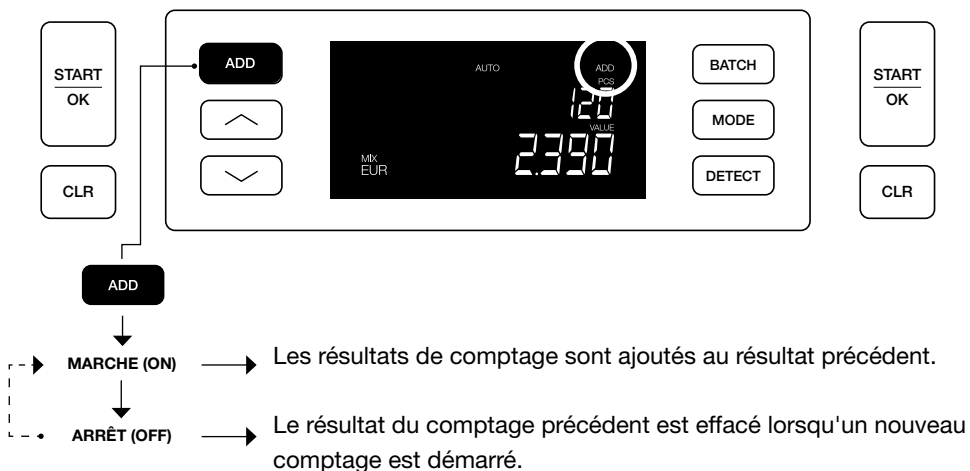 START
OK
CLR
ADD
AUTO
ADD
PCS
120
VALUE
2.390
MIX
EUR
BATCH
MODE
DETECT
START
OK
CLR
ADD
MARCHE (ON)
Les résultats de comptage sont ajoutés au résultat précédent.
ARRÊT (OFF)
Le résultat du comptage précédent est effacé lorsqu'un nouveau
comptage est démarré.